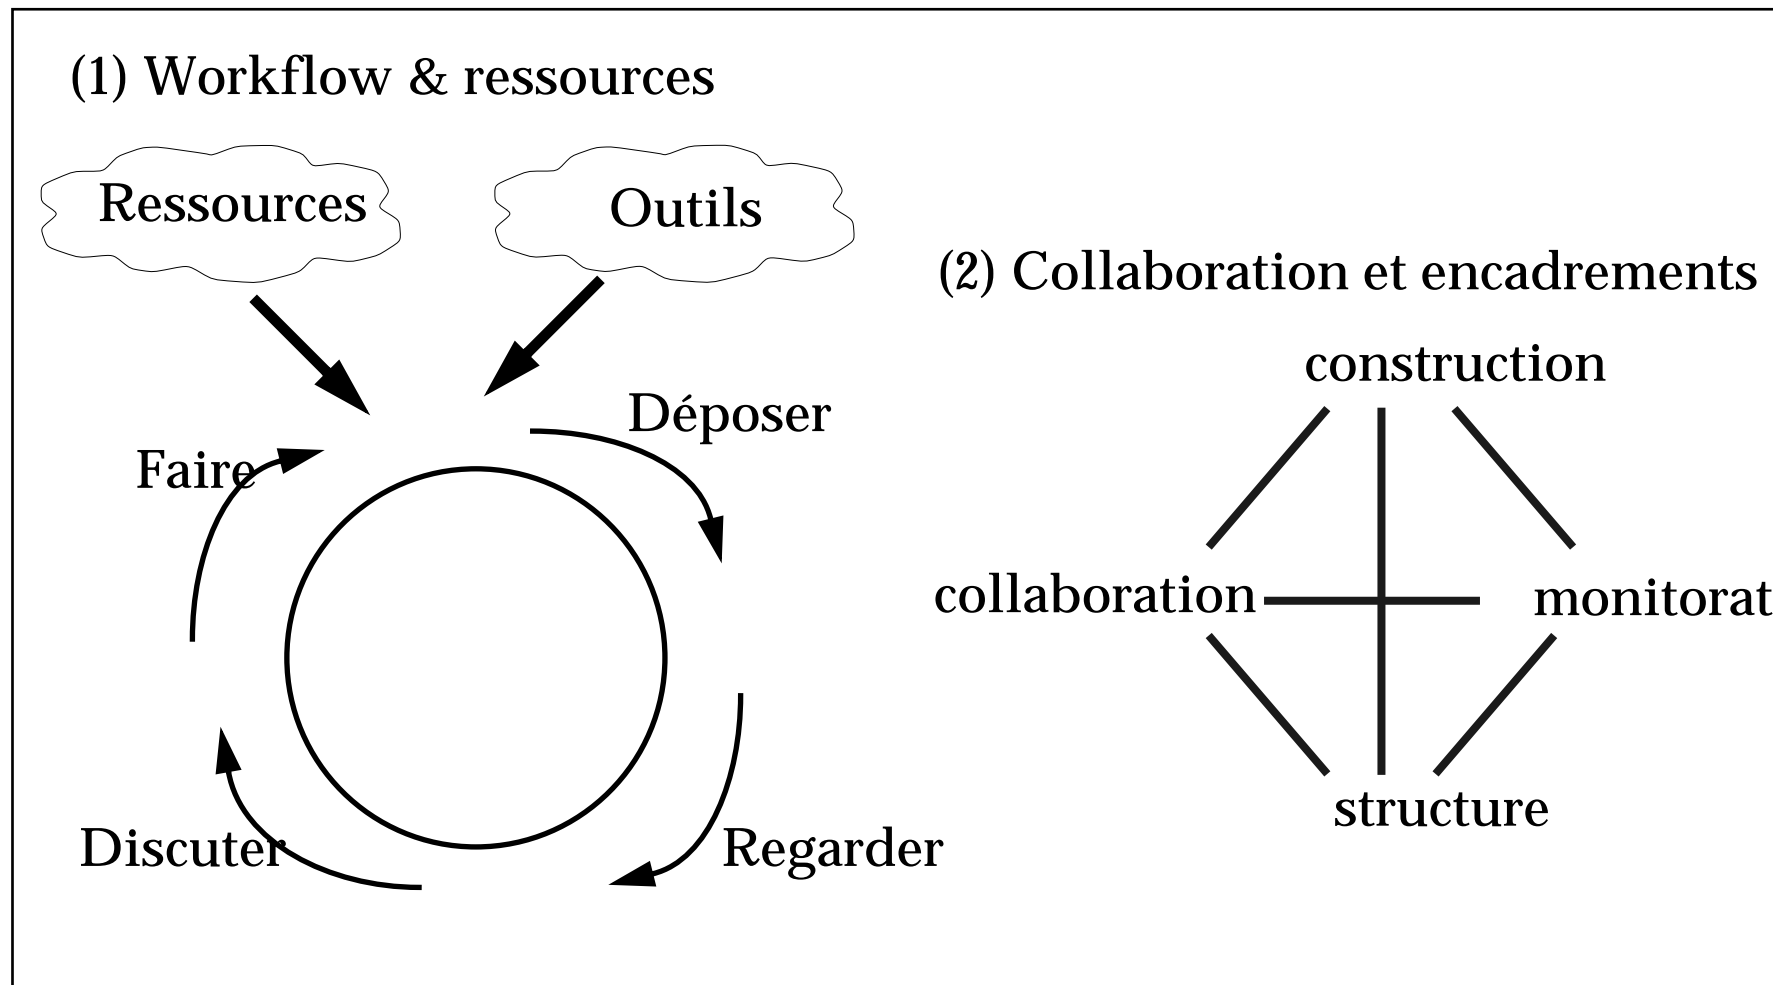 (1) Workflow & ressources
Ressources
Outils
Déposer
Faire
Discuter
Regarder
(2) Collaboration et encadrements
construction
collaboration
monitorat
structure